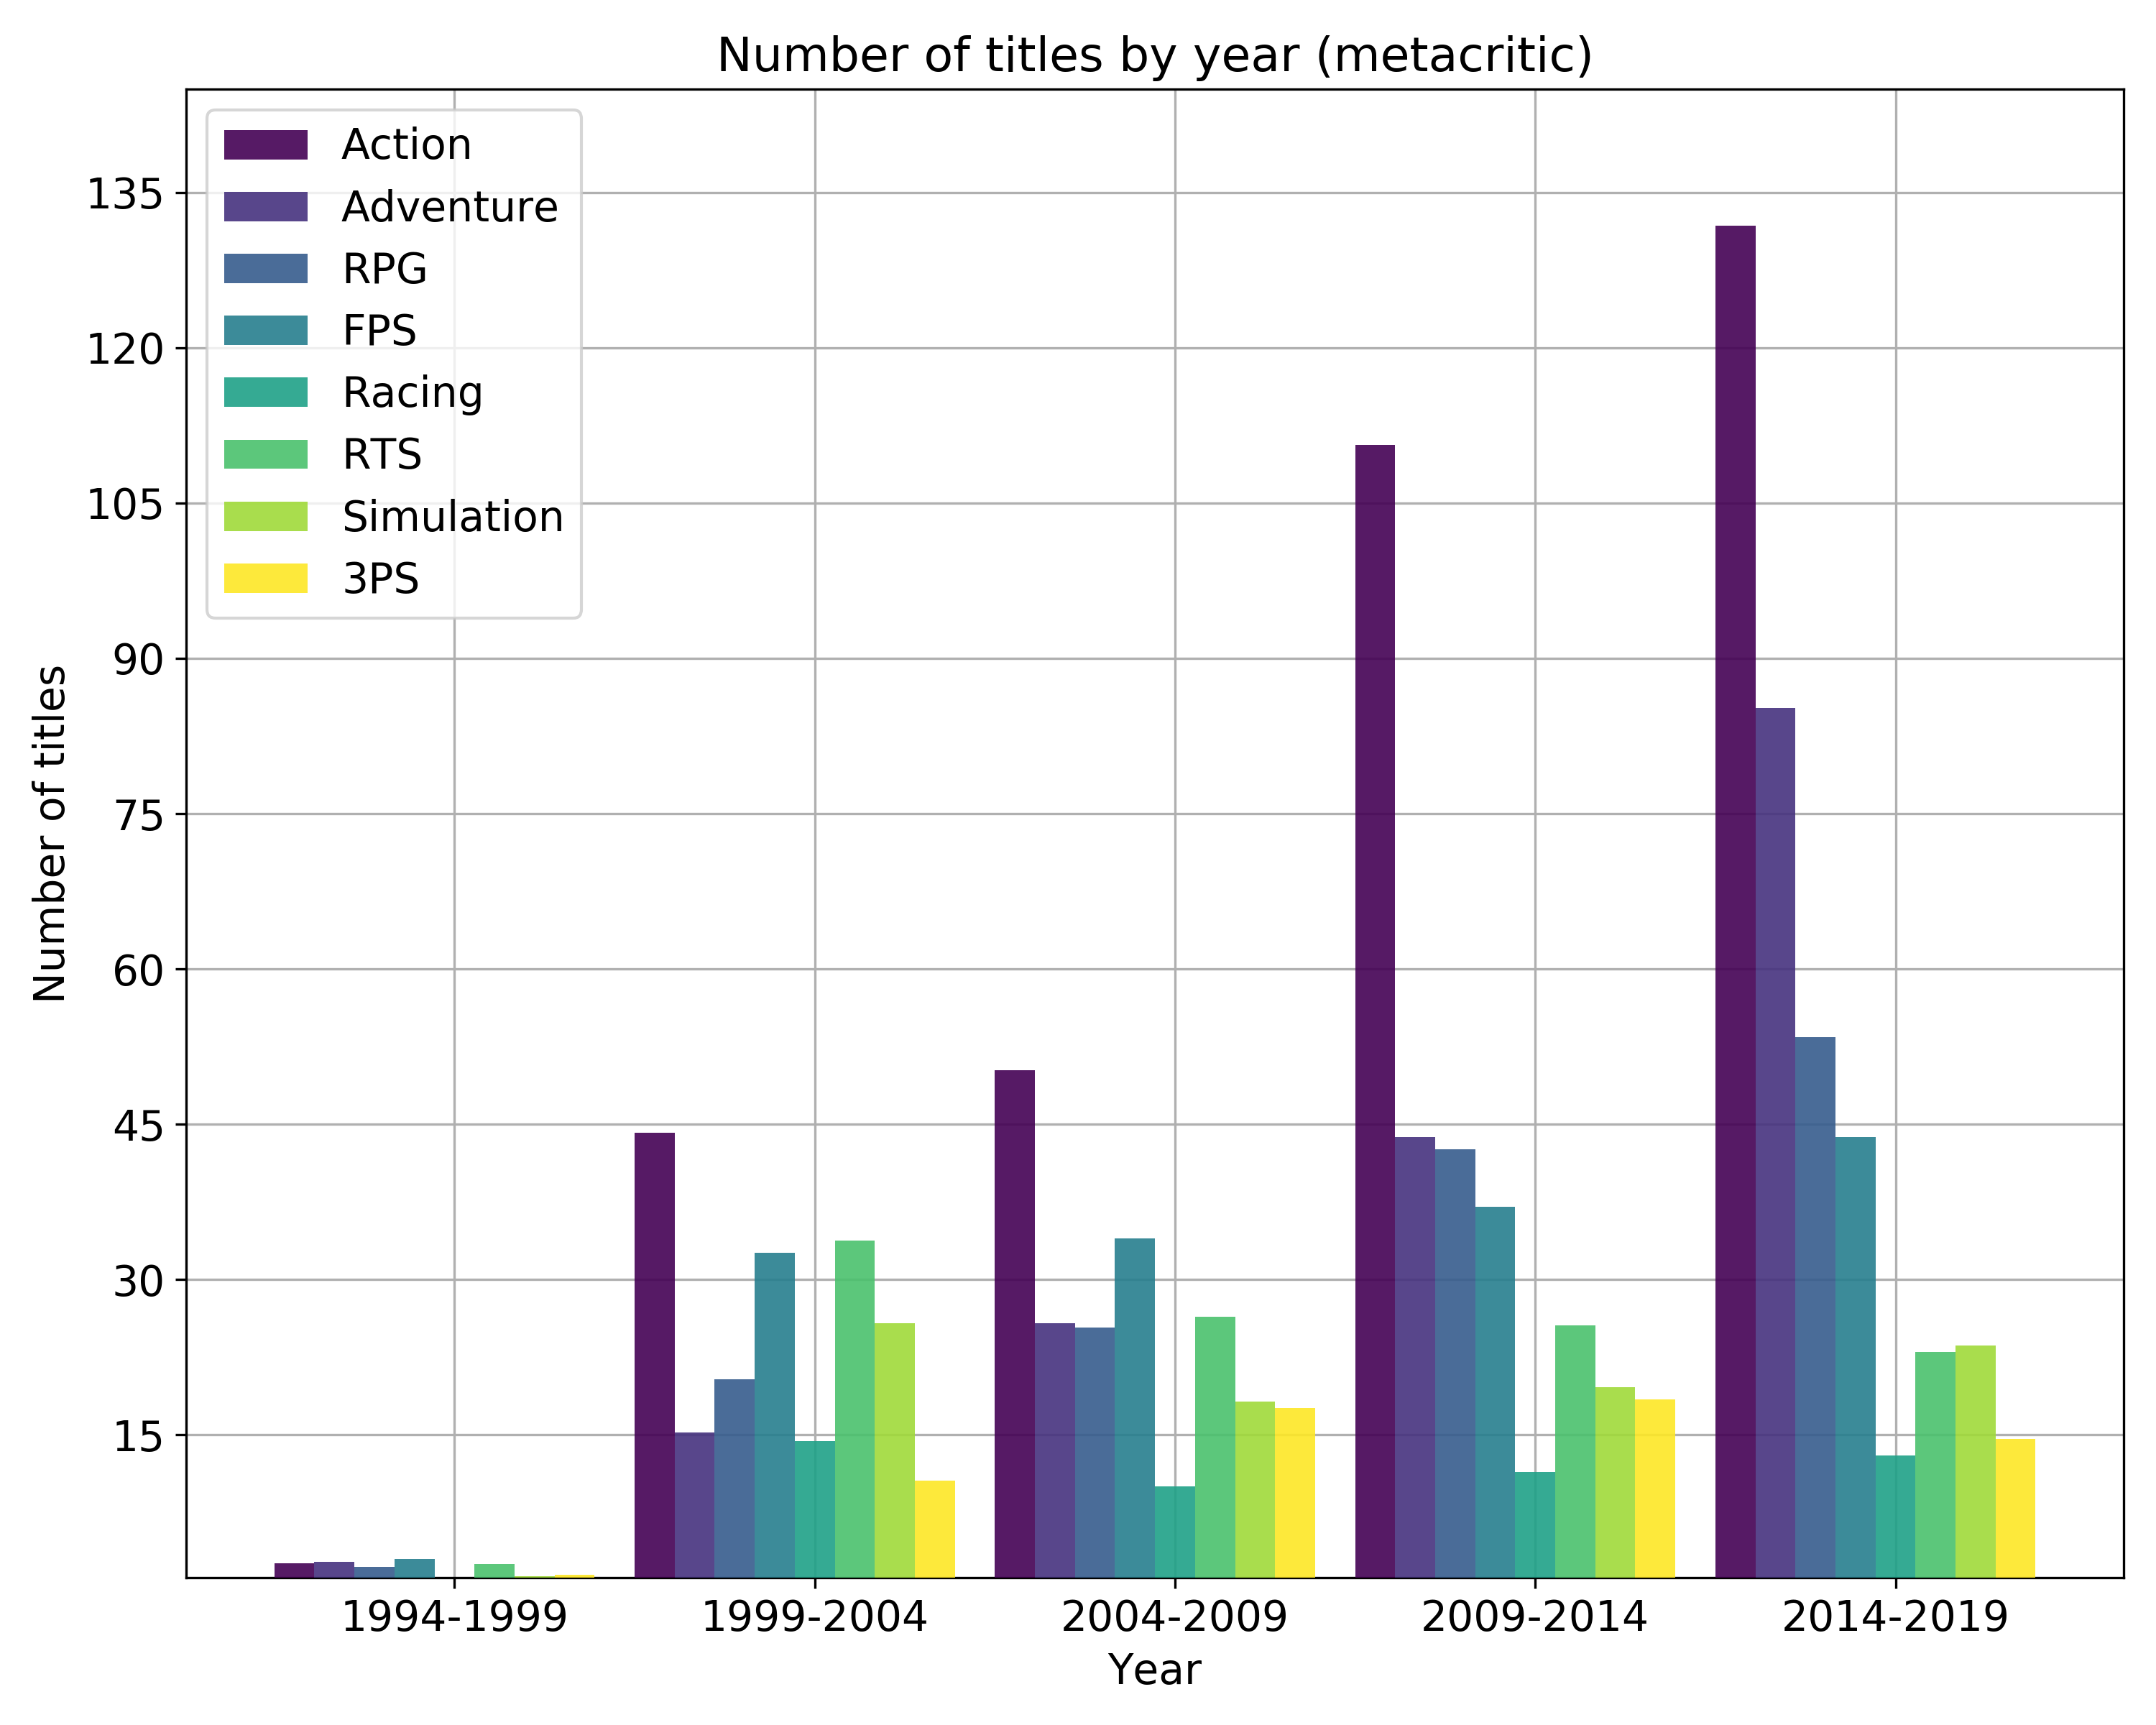 Number of titles by year (metacritic)
Action
Adventure
RPG
FPS
Racing
RTS
Simulation
3PS
135
120
105
90
75
60
45
30
15
Number of titles
1994-1999
1999-2004
2004-2009
2009-2014
2014-2019
Year